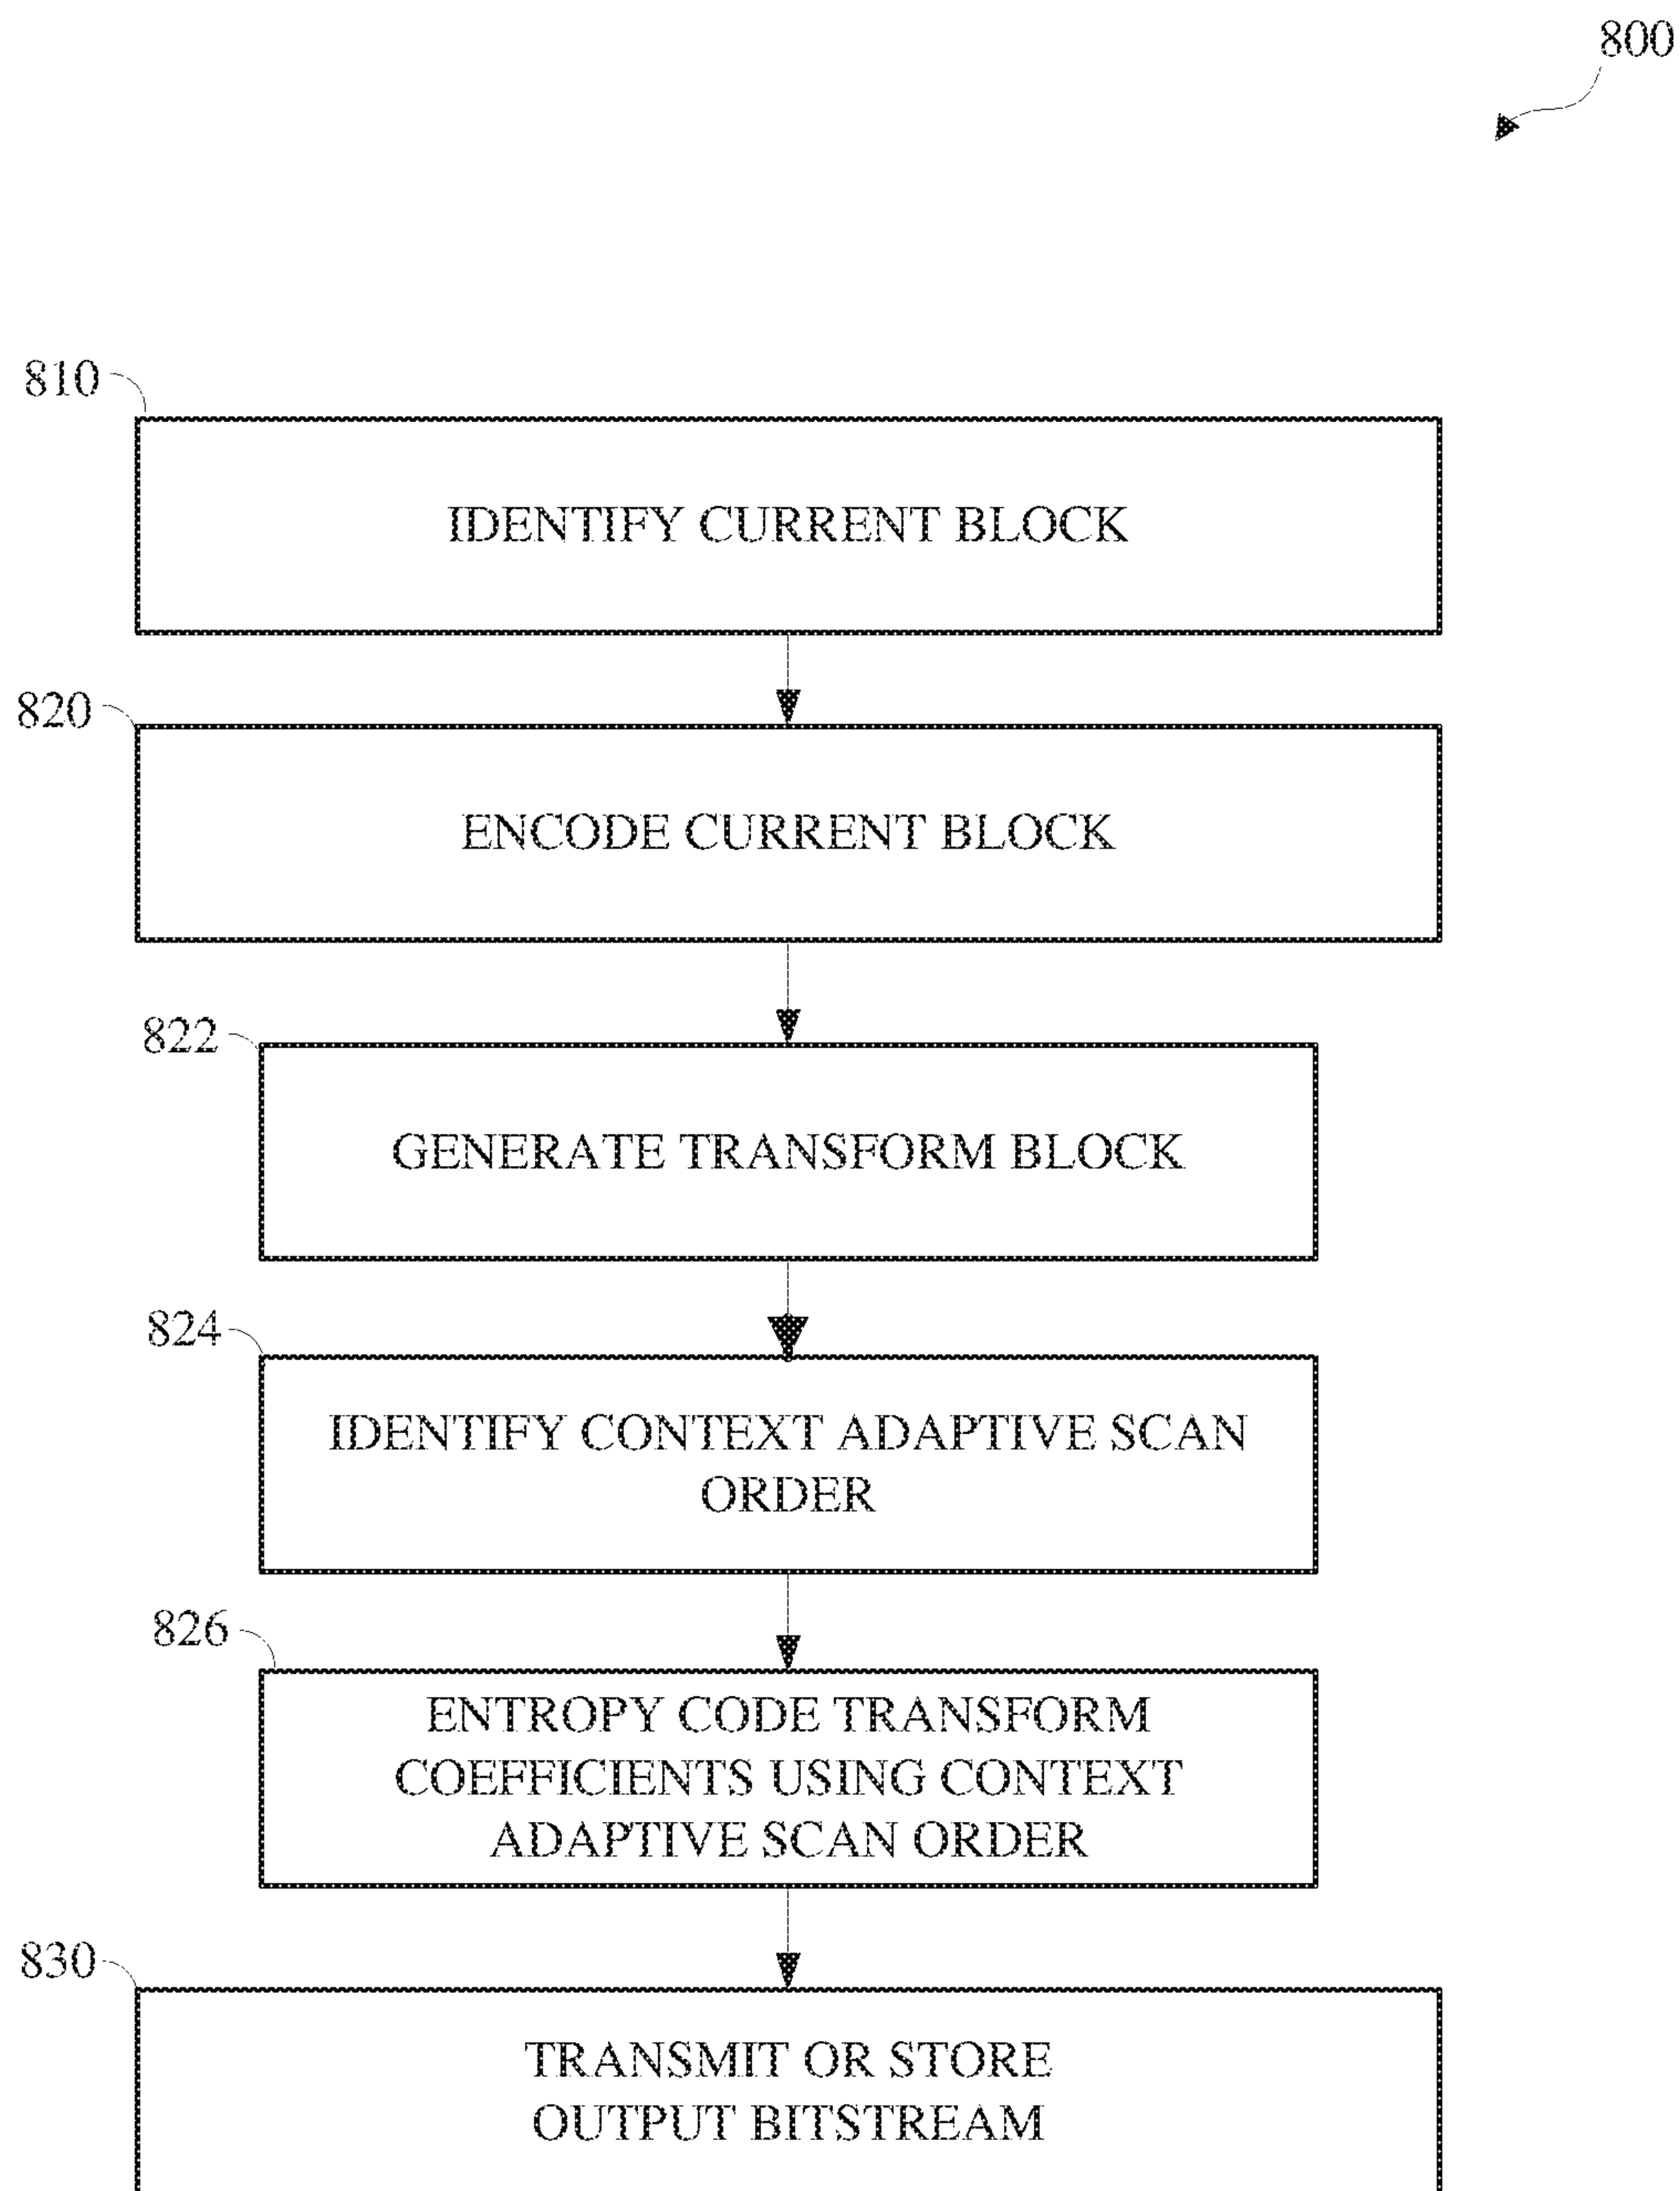 800
810
IDENTIFY CURRENT BLOCK
820
ENCODE CURRENT BLOCK
822
GENERATE TRANSFORM BLOCK
824
IDENTIFY CONTEXT ADAPTIVE SCAN
ORDER
826
ENTROPY CODE TRANSFORM
COEFFICIENTS USING CONTEXT
ADAPTIVE SCAN ORDER
830
TRANSMIT OR STORE
OUTPUT BITSTREAM